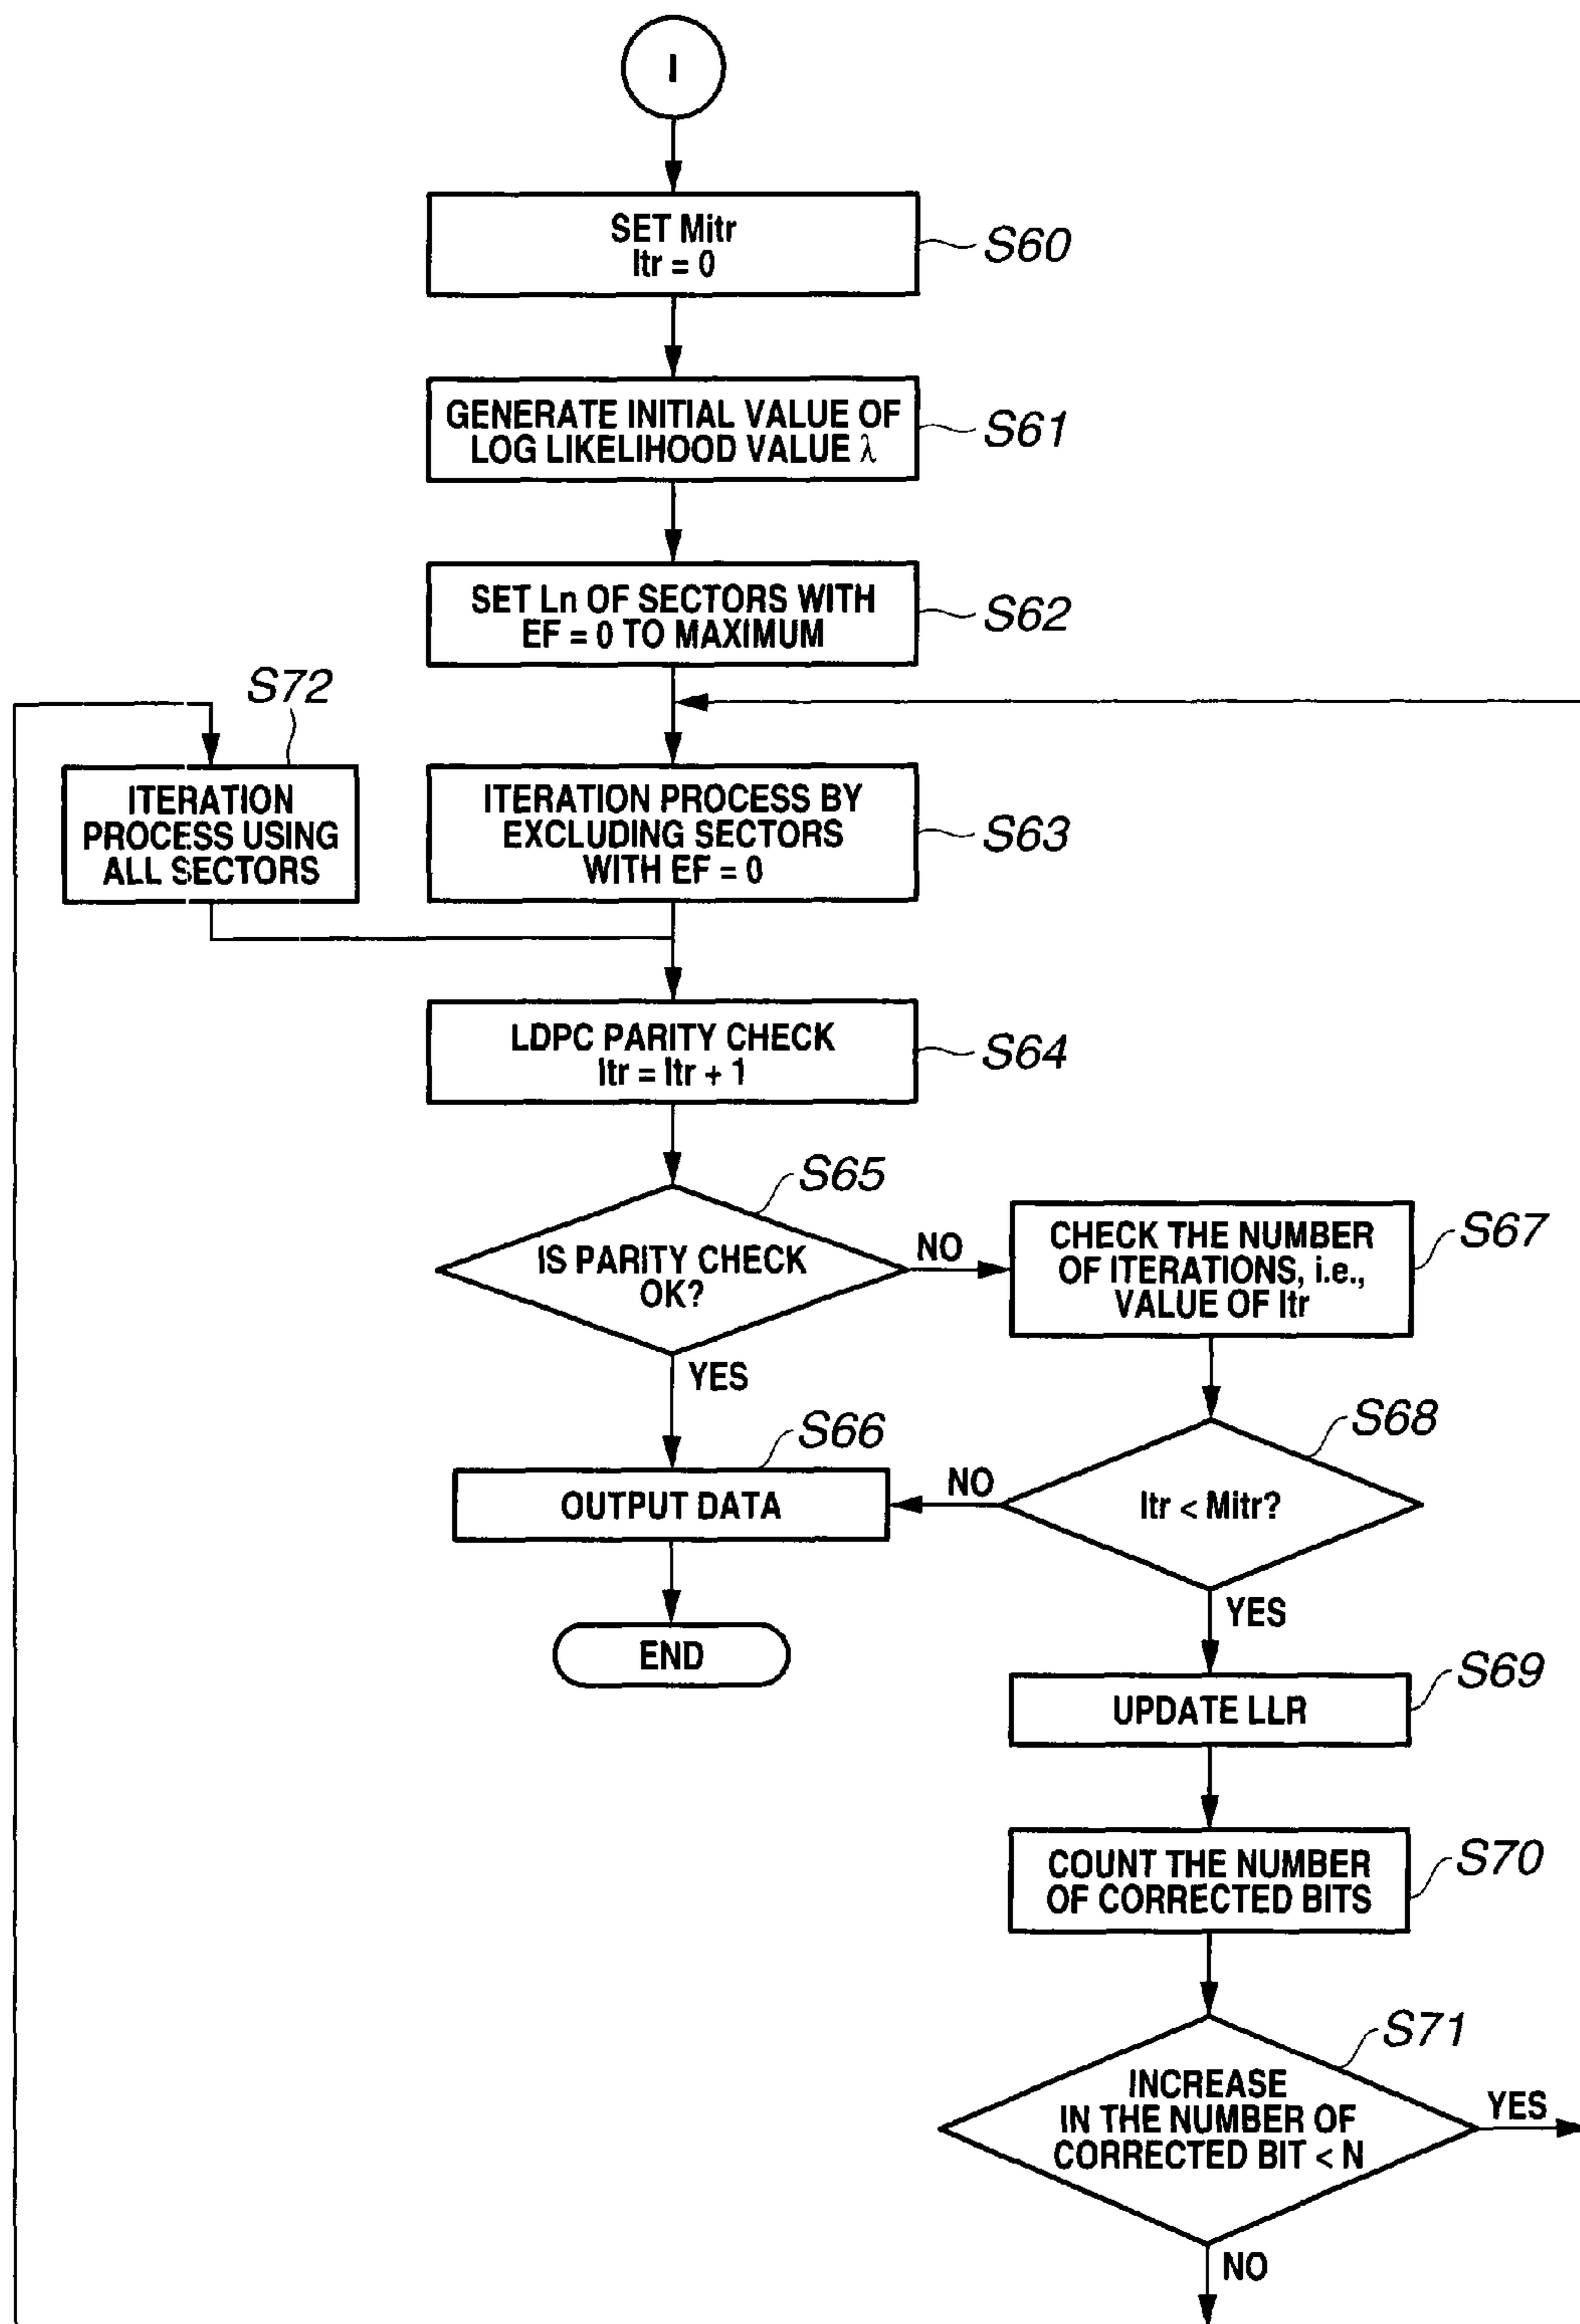 I
SET Mitr
Itr = 0
S60
GENERATE INITIAL VALUE OF
LOG LIKELIHOOD VALUE λ
S61
SET Ln OF SECTORS WITH
EF = 0 TO MAXIMUM
S62
S72
ITERATION
PROCESS USING
ALL SECTORS
ITERATION PROCESS BY
EXCLUDING SECTORS
WITH EF = 0
S63
LDPC PARITY CHECK
Itr = Itr + 1
S64
S65
IS PARITY CHECK
OK?
NO
YES
CHECK THE NUMBER
OF ITERATIONS, i.e.,
VALUE OF Itr
S67
S66
OUTPUT DATA
END
S68
NO
Itr < Mitr?
YES
S69
UPDATE LLR
COUNT THE NUMBER
OF CORRECTED BITS
S70
S71
INCREASE
IN THE NUMBER OF
CORRECTED BIT < N
YES
NO